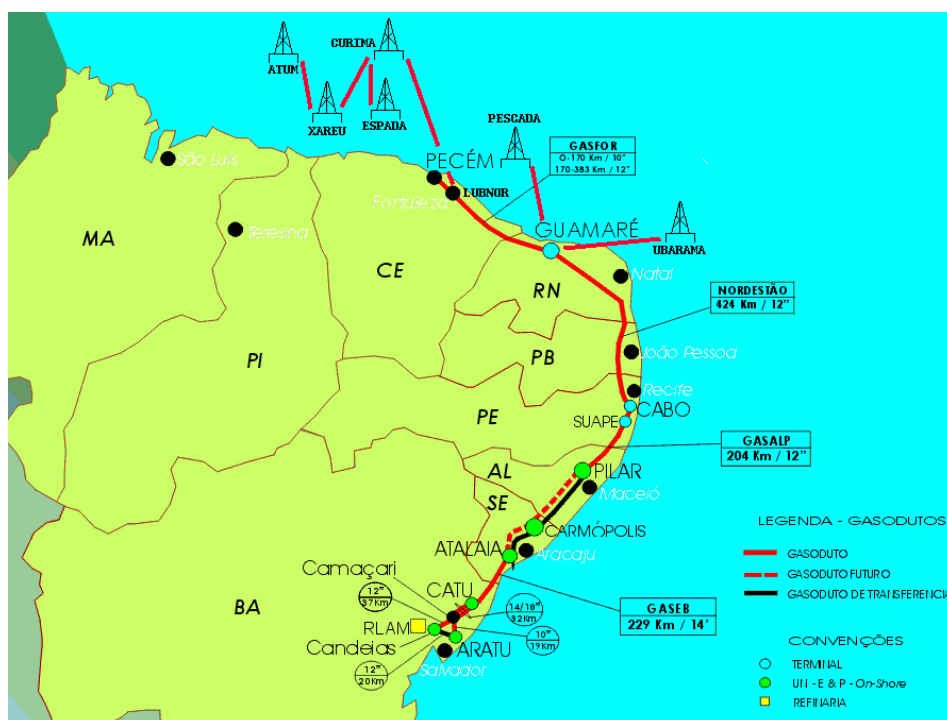 CURIMA
ATUM
XAREU
ESPADA
PESCADA
GASFOR
0-170 Km / 10"
170-383 Km / 12"
São Luis
PECÉM
LUBNOR
Fortaleza
Teresina
GUAMARÉ
UBARAMA
MA
CE
RN
Natal
NORDESTÃO
424 Km / 12"
PI
PB
João Pessoa
Recife
PE
CABO
SUAPE
GASALP
204 Km / 12"
AL
PILAR
SE
Maceió
CARMÓPOLIS
LEGENDA - GASODUTOS
ATALAIA
Aracaju
GASODUTO
Camaçari
GASODUTO FUTURO
CATU
GASODUTO DE TRANSFERENCIA
12"
37Km
14/18"
32Km
BA
GASEB
229 Km / 14'
RLAM
Candeias
10"
19Km
ARATU
CONVENÇÕES
Salvador
12"
20Km
TERMINAL
UN - E & P - On-Shore
REFINARIA